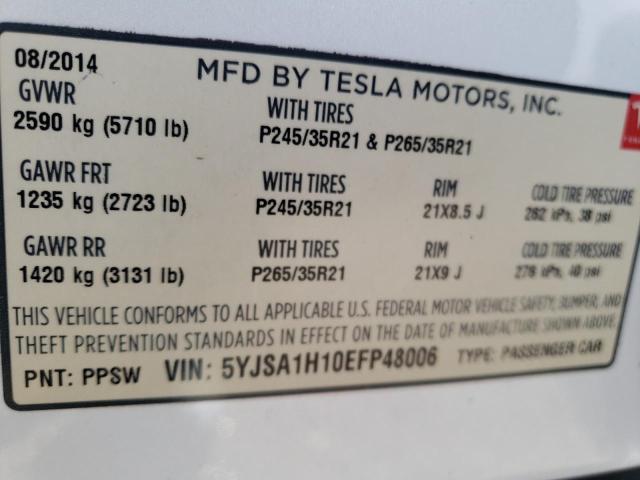 08/2014 MFD BY TESLA MOTORS, INC.
GVWR WITH TIRES
2590 kg (5710 lb) P245/35R21 & P265/35R21
GAWR FRT WITH TIRES RIM COLD TIRE PRESSURE
1235 kg (2723 lb) P245/35R21 21X8.5 J 262 kPa, 38 psi
GAWR RR WITH TIRES RIM COLD TIRE PRESSURE
1420 kg (3131 lb) P265/35R21 21X9 J 276 kPa, 40 psi
THIS VEHICLE CONFORMS TO ALL APPLICABLE U.S. FEDERAL MOTOR VEHICLE SAFETY, BUMPER, AND
THEFT PREVENTION STANDARDS IN EFFECT ON THE DATE OF MANUFACTURE SHOWN ABOVE.
PNT: PPSW VIN: 5YJSA1H10EFP48006 TYPE: PASSENGER CAR